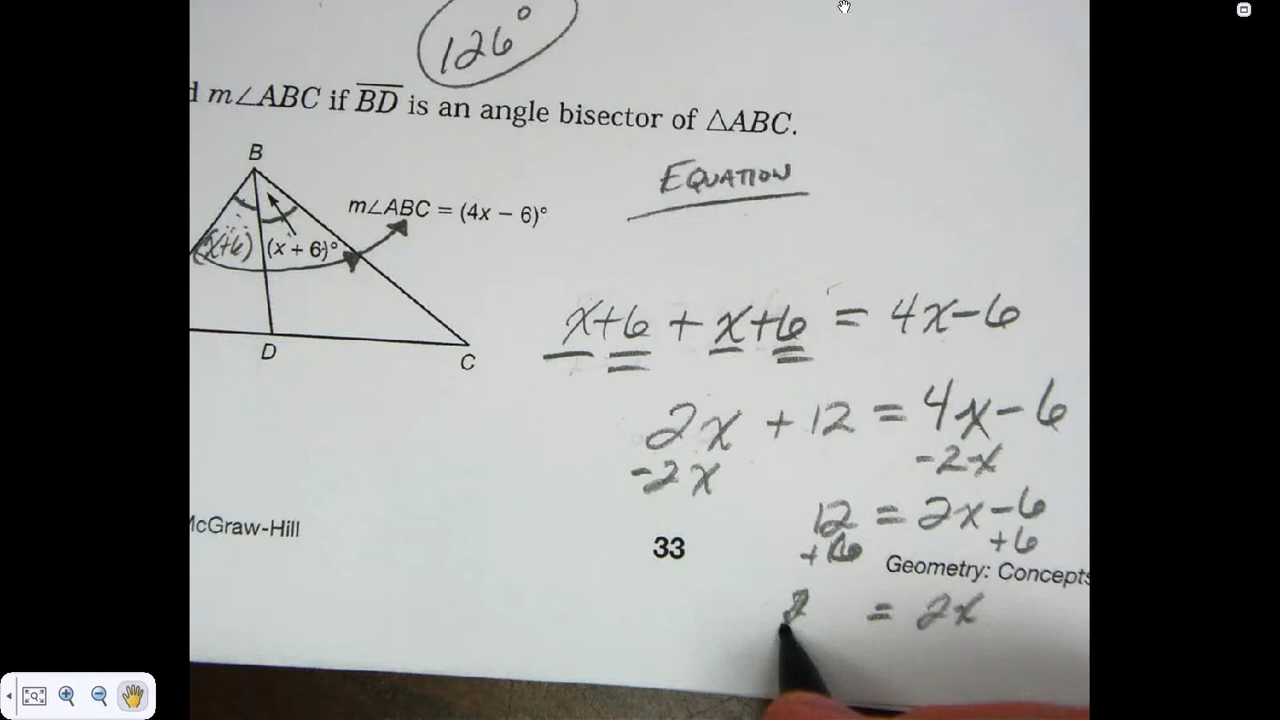 126°
m∠ABC if BD is an angle bisector of △ABC.
EQUATION
B
m∠ABC = (4x − 6)°
(x+6) (x + 6)°
x+6 + x+6 = 4x−6
D
C
2x + 12 = 4x − 6
−2x −2x
12 = 2x − 6
+6 +6
McGraw-Hill
33
Geometry: Concepts
= 2x